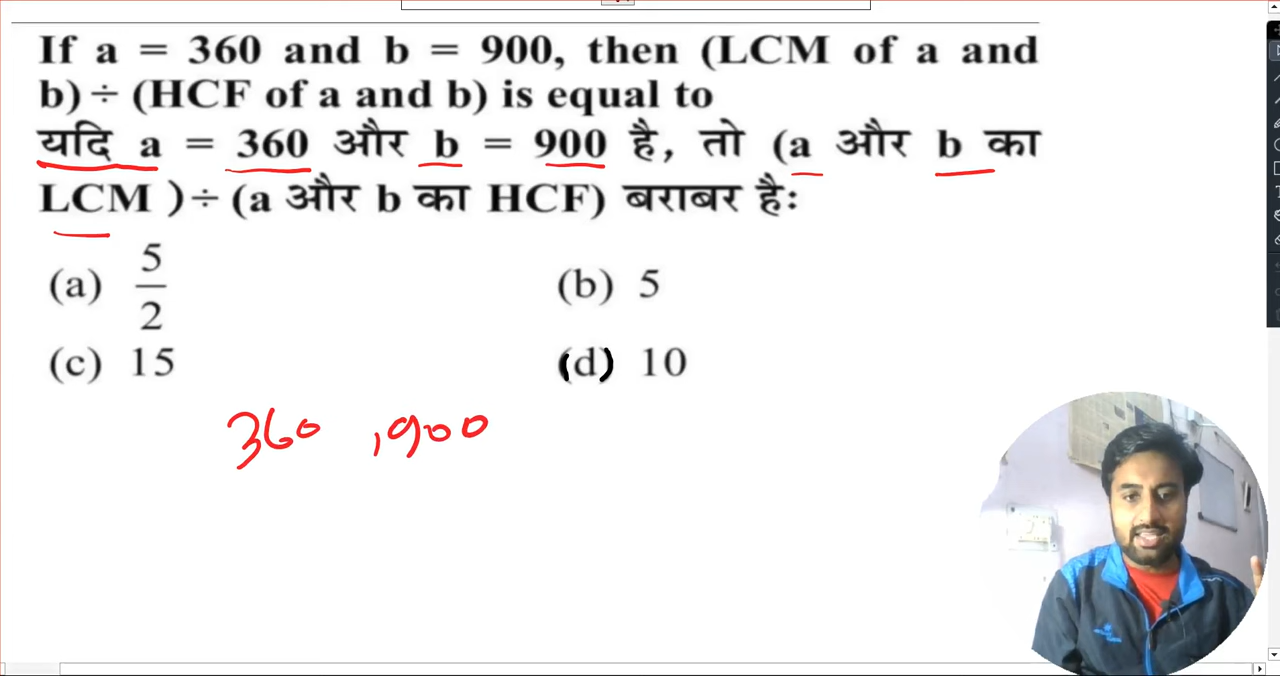 If a = 360 and b = 900, then (LCM of a and
b) ÷ (HCF of a and b) is equal to
यदि a = 360 और b = 900 है, तो (a और b का
LCM ) ÷ (a और b का HCF) बराबर हैः
(a) 5/2 (b) 5
(c) 15 (d) 10
360 , 900